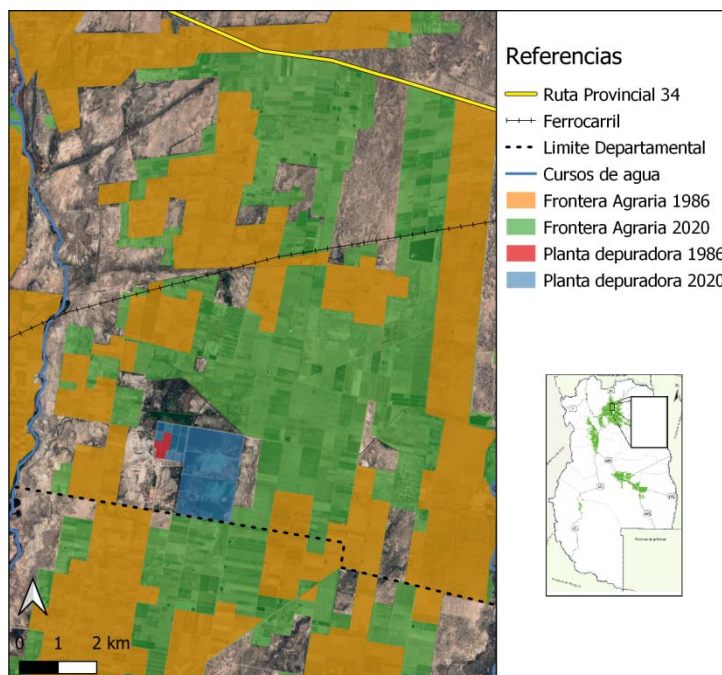 Referencias
Ruta Provincial 34
Ferrocarril
Limite Departamental
Cursos de agua
Frontera Agraria 1986
Frontera Agraria 2020
Planta depuradora 1986
Planta depuradora 2020
0 1 2 km